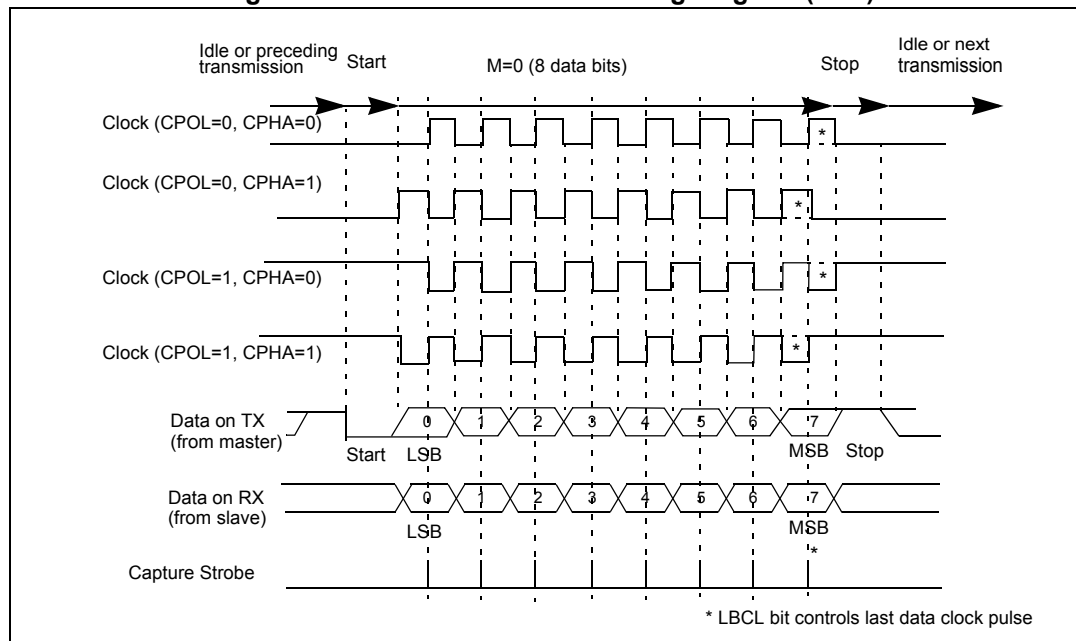 Idle or preceding
transmission
Start
M=0 (8 data bits)
Stop
Idle or next
transmission
Clock (CPOL=0, CPHA=0)
*
Clock (CPOL=0, CPHA=1)
*
Clock (CPOL=1, CPHA=0)
*
Clock (CPOL=1, CPHA=1)
*
Data on TX
(from master)
0 1 2 3 4 5 6 7
Start LSB MSB Stop
Data on RX
(from slave)
0 1 2 3 4 5 6 7
LSB MSB
*
Capture Strobe
* LBCL bit controls last data clock pulse